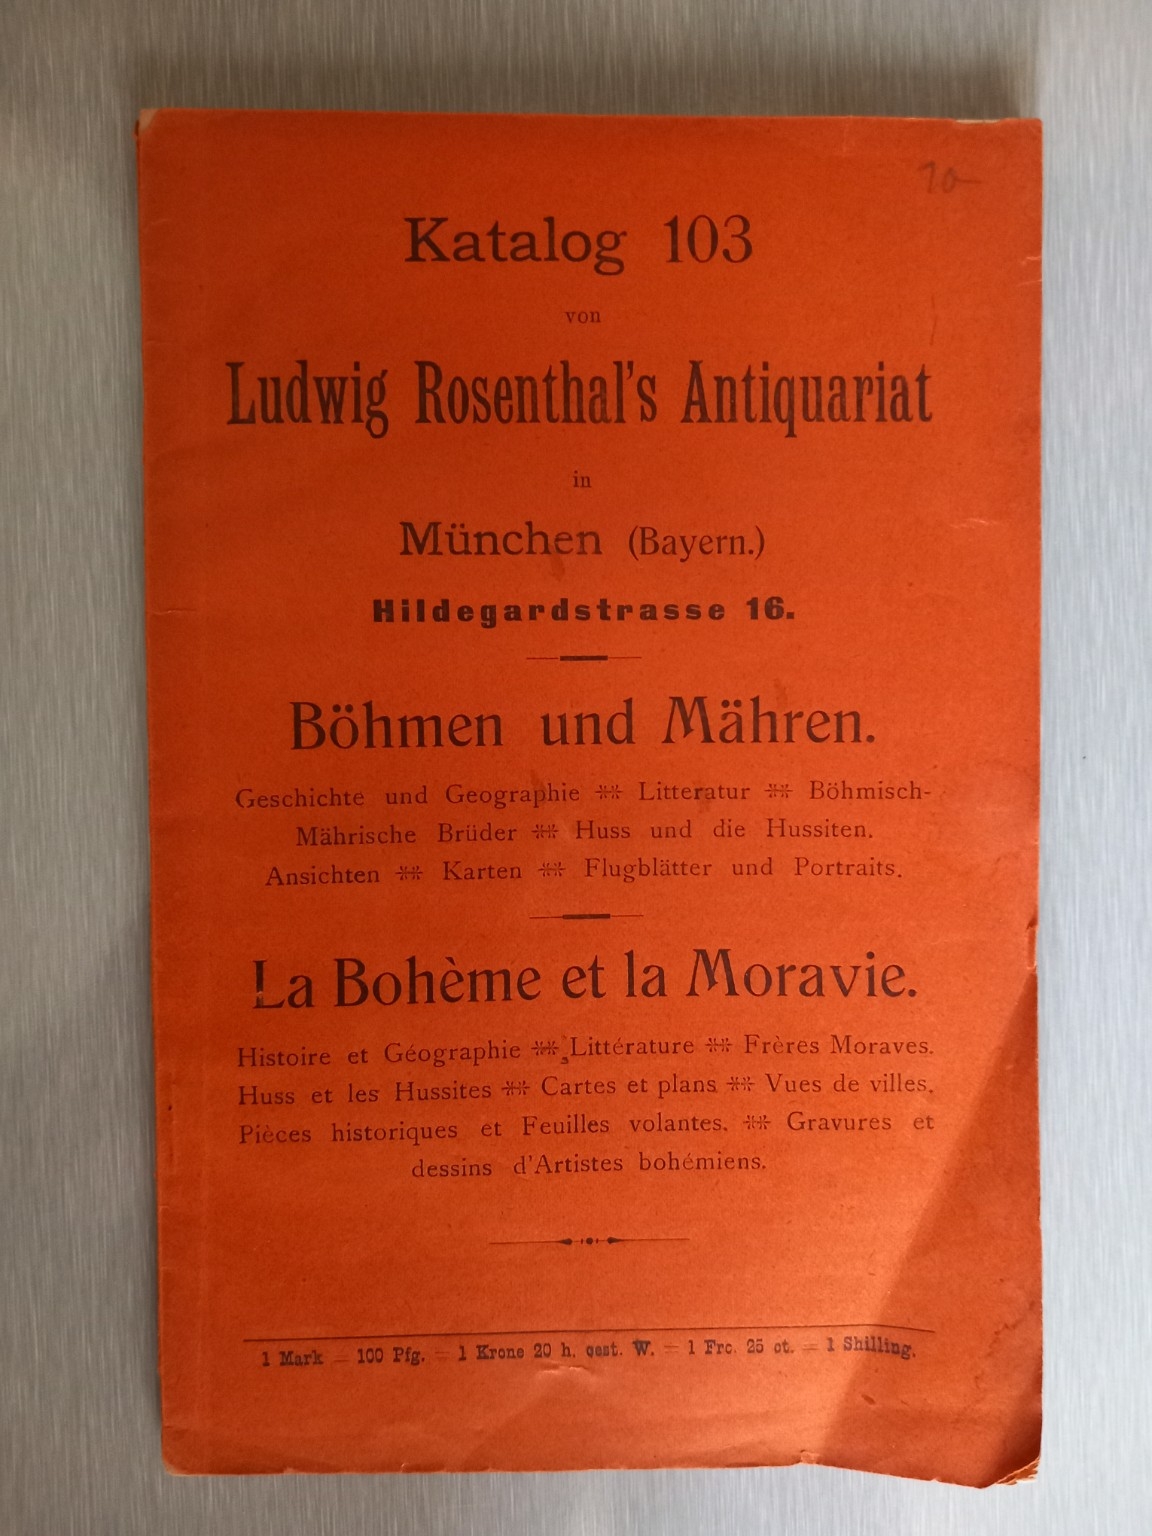 10
Katalog 103
von
Ludwig Rosenthal's Antiquariat
in
München (Bayern.)
Hildegardstrasse 16.
Böhmen und Mähren.
Geschichte und Geographie ⁜ Litteratur ⁜ Böhmisch-
Mährische Brüder ⁜ Huss und die Hussiten.
Ansichten ⁜ Karten ⁜ Flugblätter und Portraits.
La Bohème et la Moravie.
Histoire et Géographie ⁜ Littérature ⁜ Frères Moraves.
Huss et les Hussites ⁜ Cartes et plans ⁜ Vues de villes.
Pièces historiques et Feuilles volantes. ⁜ Gravures et
dessins d'Artistes bohémiens.
1 Mark = 100 Pfg. = 1 Krone 20 h. oest. W. = 1 Frc. 25 ct. = 1 Shilling.